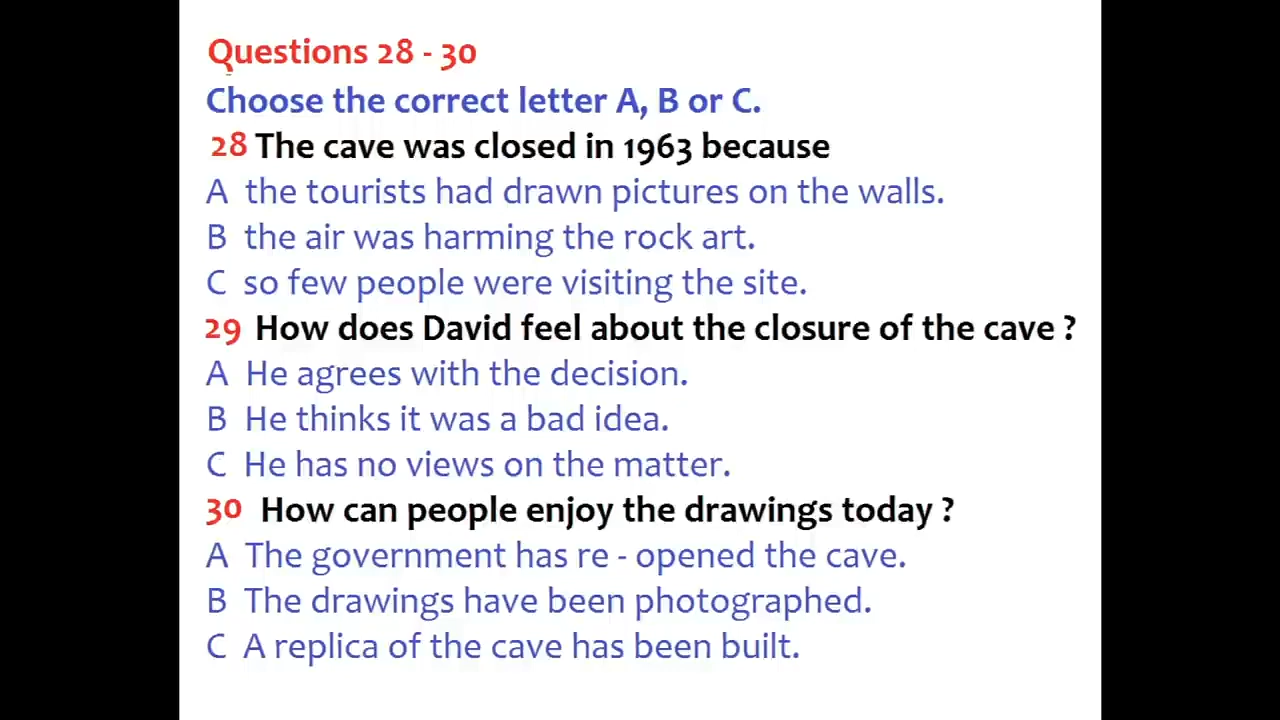 Questions 28 - 30
Choose the correct letter A, B or C.
28 The cave was closed in 1963 because
A the tourists had drawn pictures on the walls.
B the air was harming the rock art.
C so few people were visiting the site.
29 How does David feel about the closure of the cave ?
A He agrees with the decision.
B He thinks it was a bad idea.
C He has no views on the matter.
30 How can people enjoy the drawings today ?
A The government has re - opened the cave.
B The drawings have been photographed.
C A replica of the cave has been built.